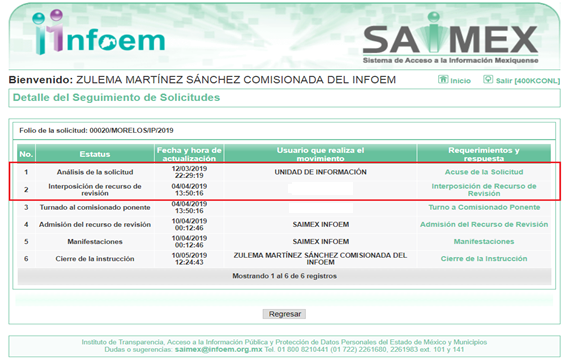 infoem
SAIMEX
Sistema de Acceso a la Información Mexiquense
Bienvenido: ZULEMA MARTÍNEZ SÁNCHEZ COMISIONADA DEL INFOEM
Inicio
Salir [400KCONL]
Detalle del Seguimiento de Solicitudes
Folio de la solicitud: 00020/MORELOS/IP/2019
No. Estatus Fecha y hora de actualización Usuario que realiza el movimiento Requerimientos y respuesta
1 Análisis de la solicitud 12/03/2019 22:29:19 UNIDAD DE INFORMACIÓN Acuse de la Solicitud
2 Interposición de recurso de revisión 04/04/2019 13:50:16 Interposición de Recurso de Revisión
3 Turnado al comisionado ponente 04/04/2019 13:50:16 Turno a Comisionado Ponente
4 Admisión del recurso de revisión 10/04/2019 00:12:46 SAIMEX INFOEM Admisión del Recurso de Revisión
5 Manifestaciones 10/04/2019 00:12:46 SAIMEX INFOEM Manifestaciones
6 Cierre de la instrucción 10/05/2019 12:24:43 ZULEMA MARTÍNEZ SÁNCHEZ COMISIONADA DEL INFOEM Cierre de la Instrucción
Mostrando 1 al 6 de 6 registros
Regresar
Instituto de Transparencia, Acceso a la Información Pública y Protección de Datos Personales del Estado de México y Municipios
Dudas o sugerencias: saimex@infoem.org.mx Tel. 01 800 8210441 (01 722) 2261680, 2261983 ext. 101 y 141